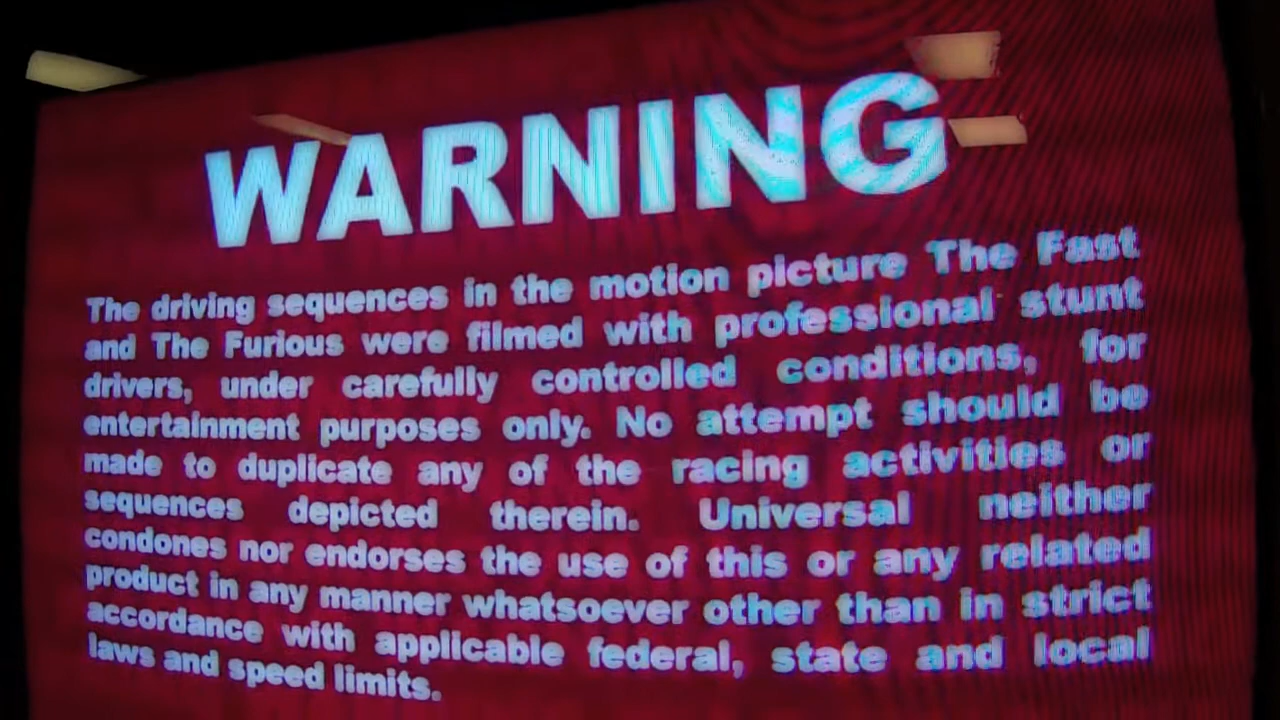 WARNING
The driving sequences in the motion picture The Fast
and The Furious were filmed with professional stunt
drivers, under carefully controlled conditions, for
entertainment purposes only. No attempt should be
made to duplicate any of the racing activities or
sequences depicted therein. Universal neither
condones nor endorses the use of this or any related
product in any manner whatsoever other than in strict
accordance with applicable federal, state and local
laws and speed limits.